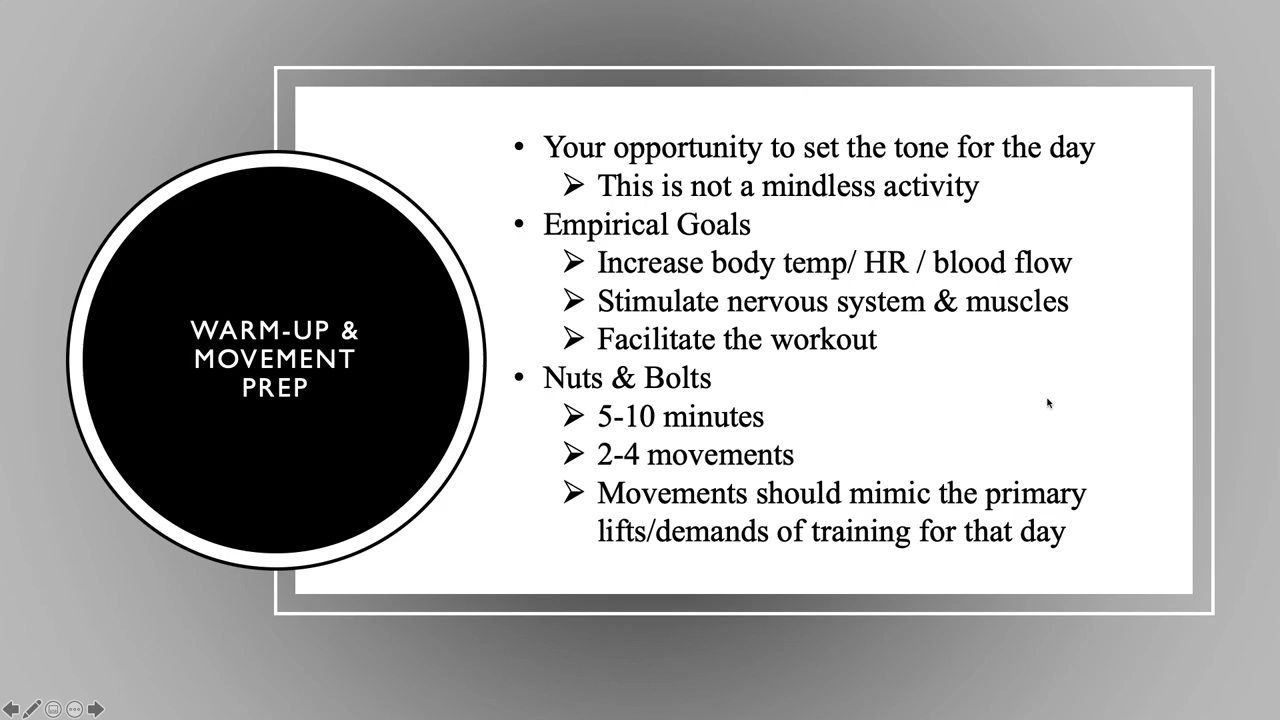 WARM-UP &
MOVEMENT
PREP
• Your opportunity to set the tone for the day
➢ This is not a mindless activity
• Empirical Goals
➢ Increase body temp/ HR / blood flow
➢ Stimulate nervous system & muscles
➢ Facilitate the workout
• Nuts & Bolts
➢ 5-10 minutes
➢ 2-4 movements
➢ Movements should mimic the primary
lifts/demands of training for that day